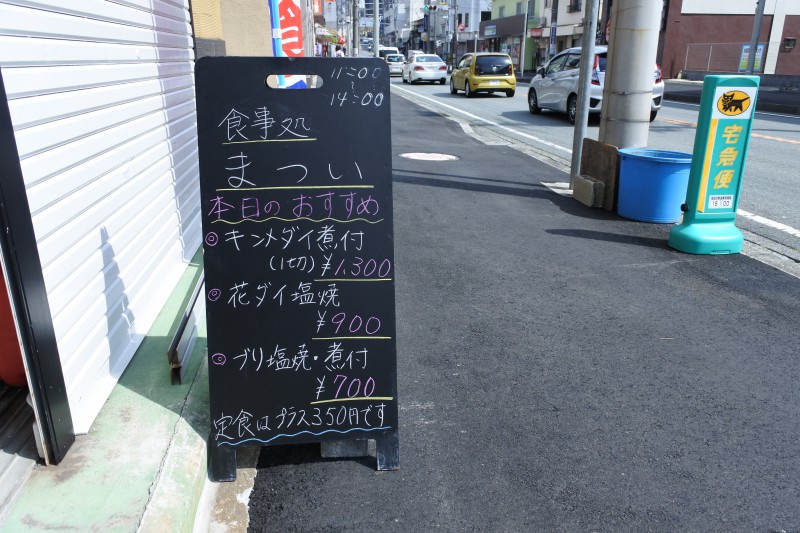 11:00
~
14:00
食事処
まつい
本日のおすすめ
◎キンメダイ煮付
(1切)¥1,300
◎花ダイ塩焼
¥900
◎ブリ塩焼・煮付
¥700
定食はプラス350円です
宅急便